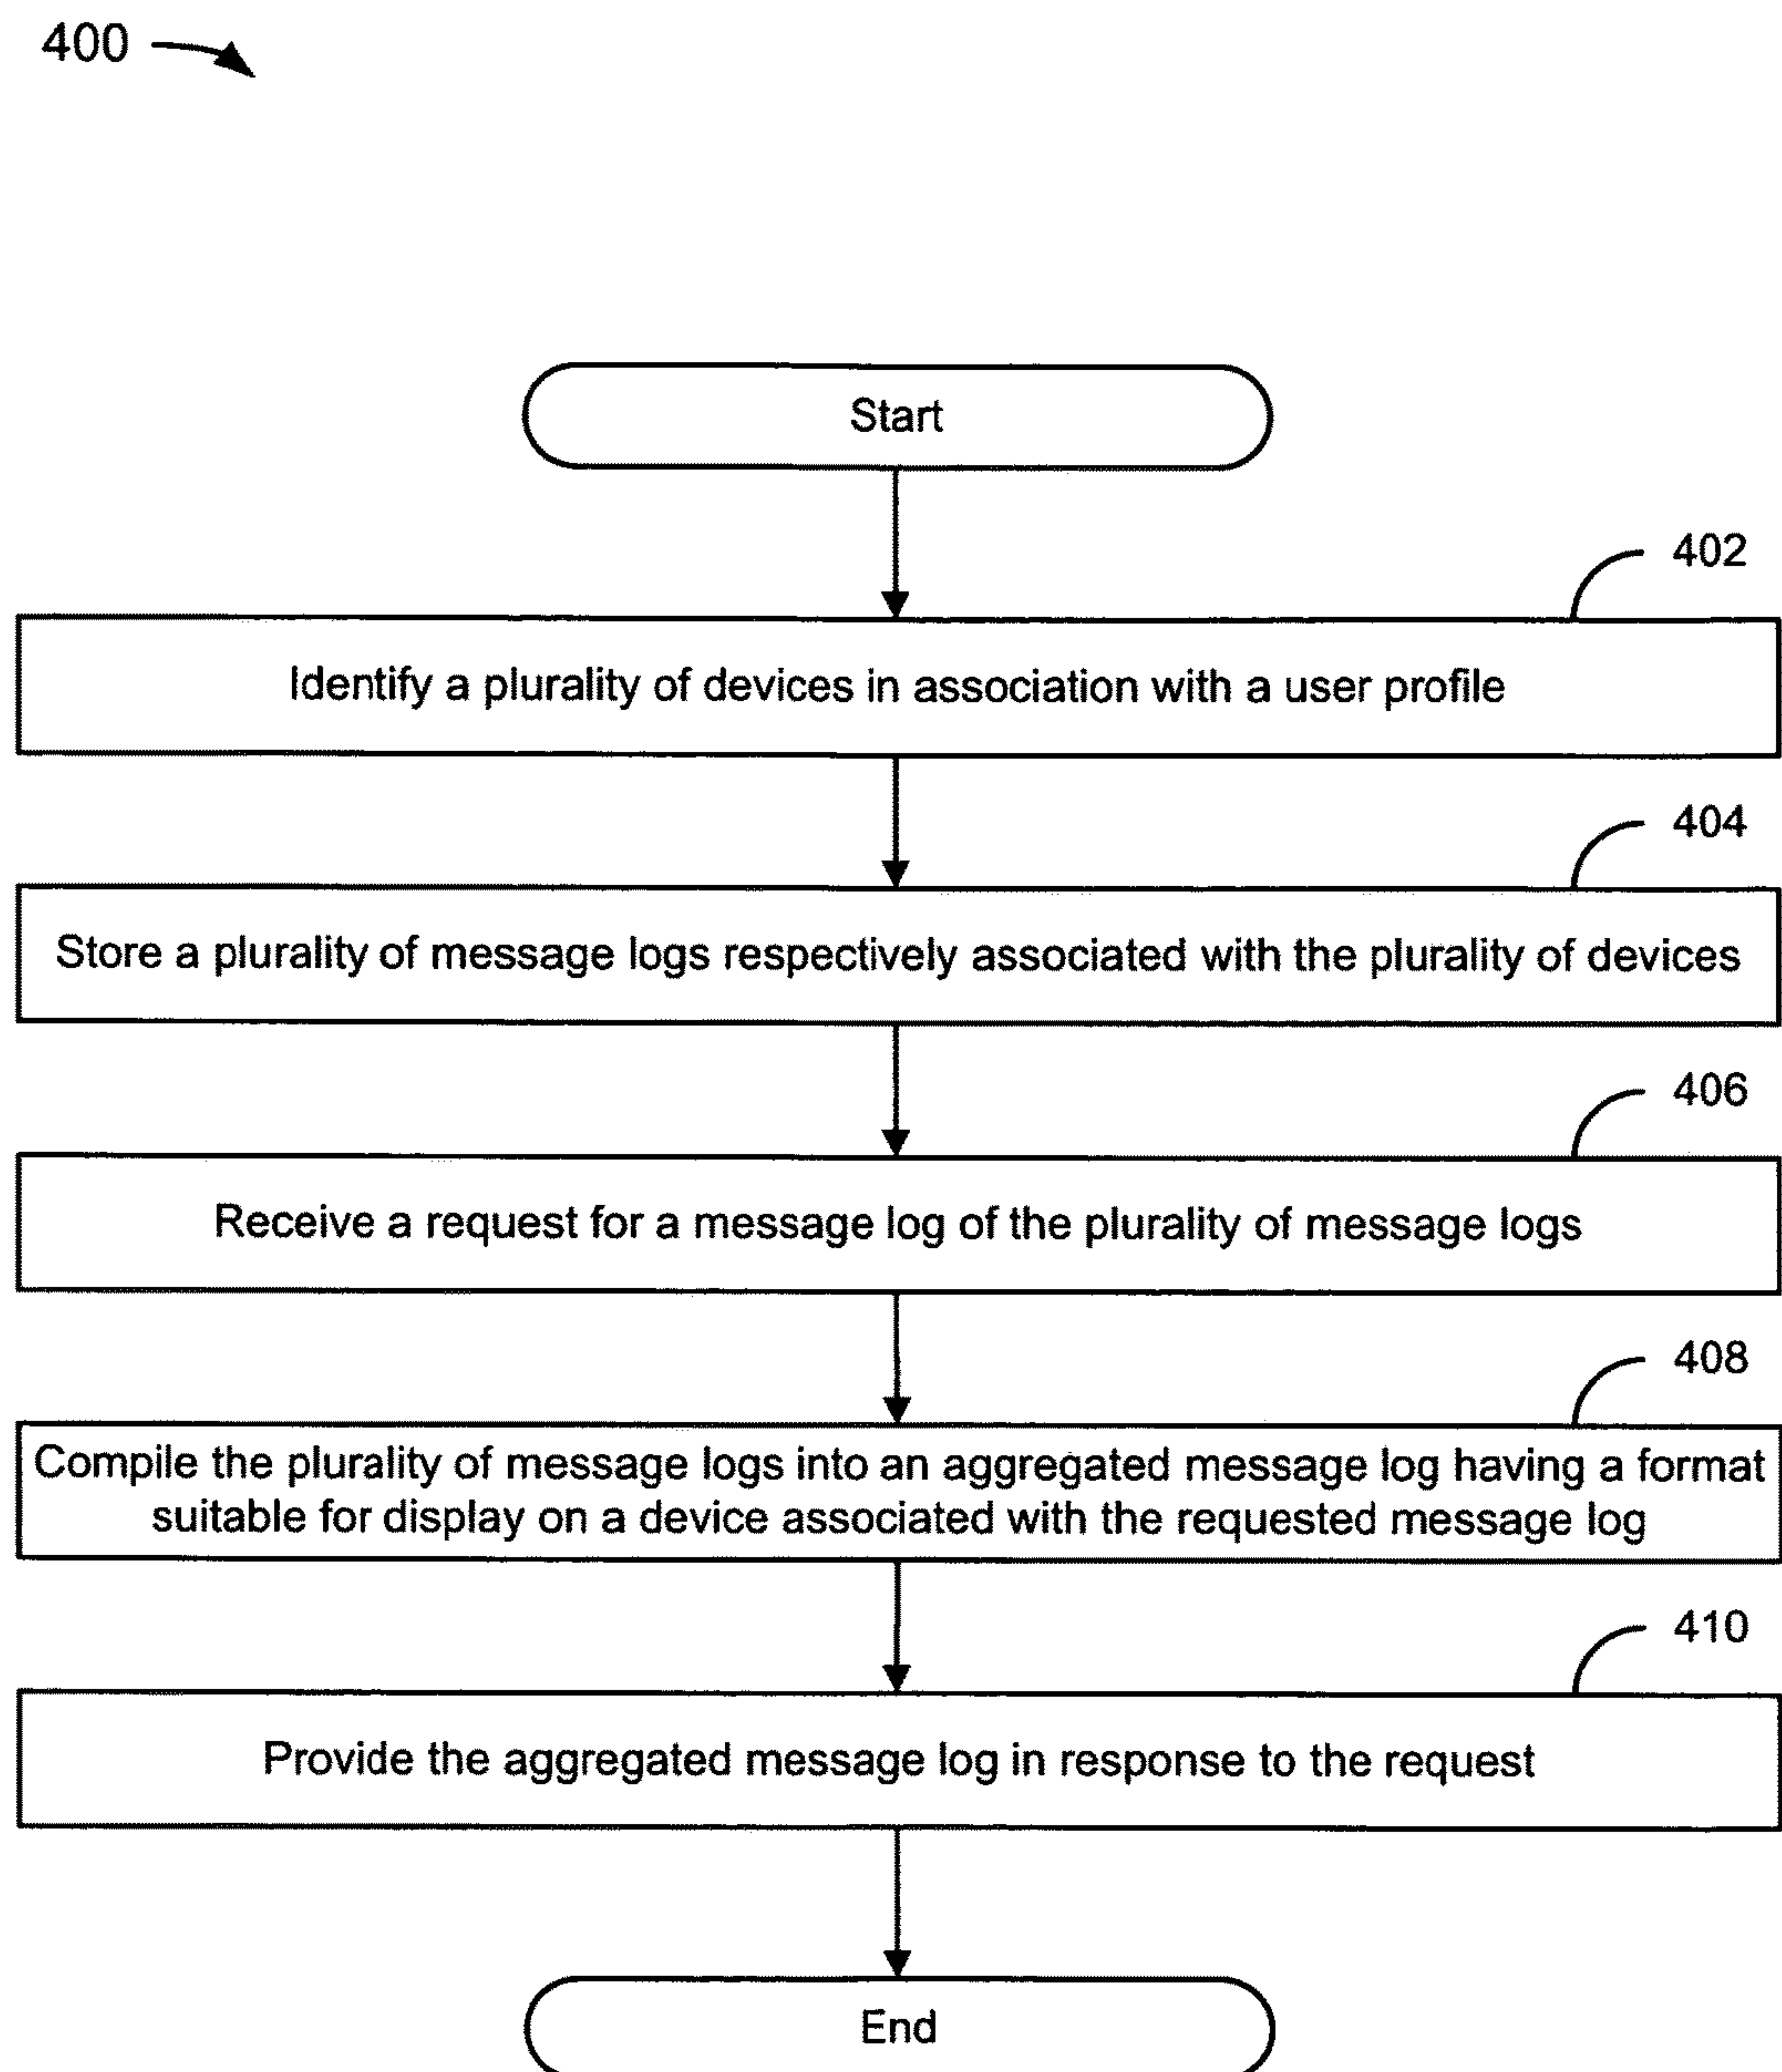 400
Start
402
Identify a plurality of devices in association with a user profile
404
Store a plurality of message logs respectively associated with the plurality of devices
406
Receive a request for a message log of the plurality of message logs
408
Compile the plurality of message logs into an aggregated message log having a format
suitable for display on a device associated with the requested message log
410
Provide the aggregated message log in response to the request
End